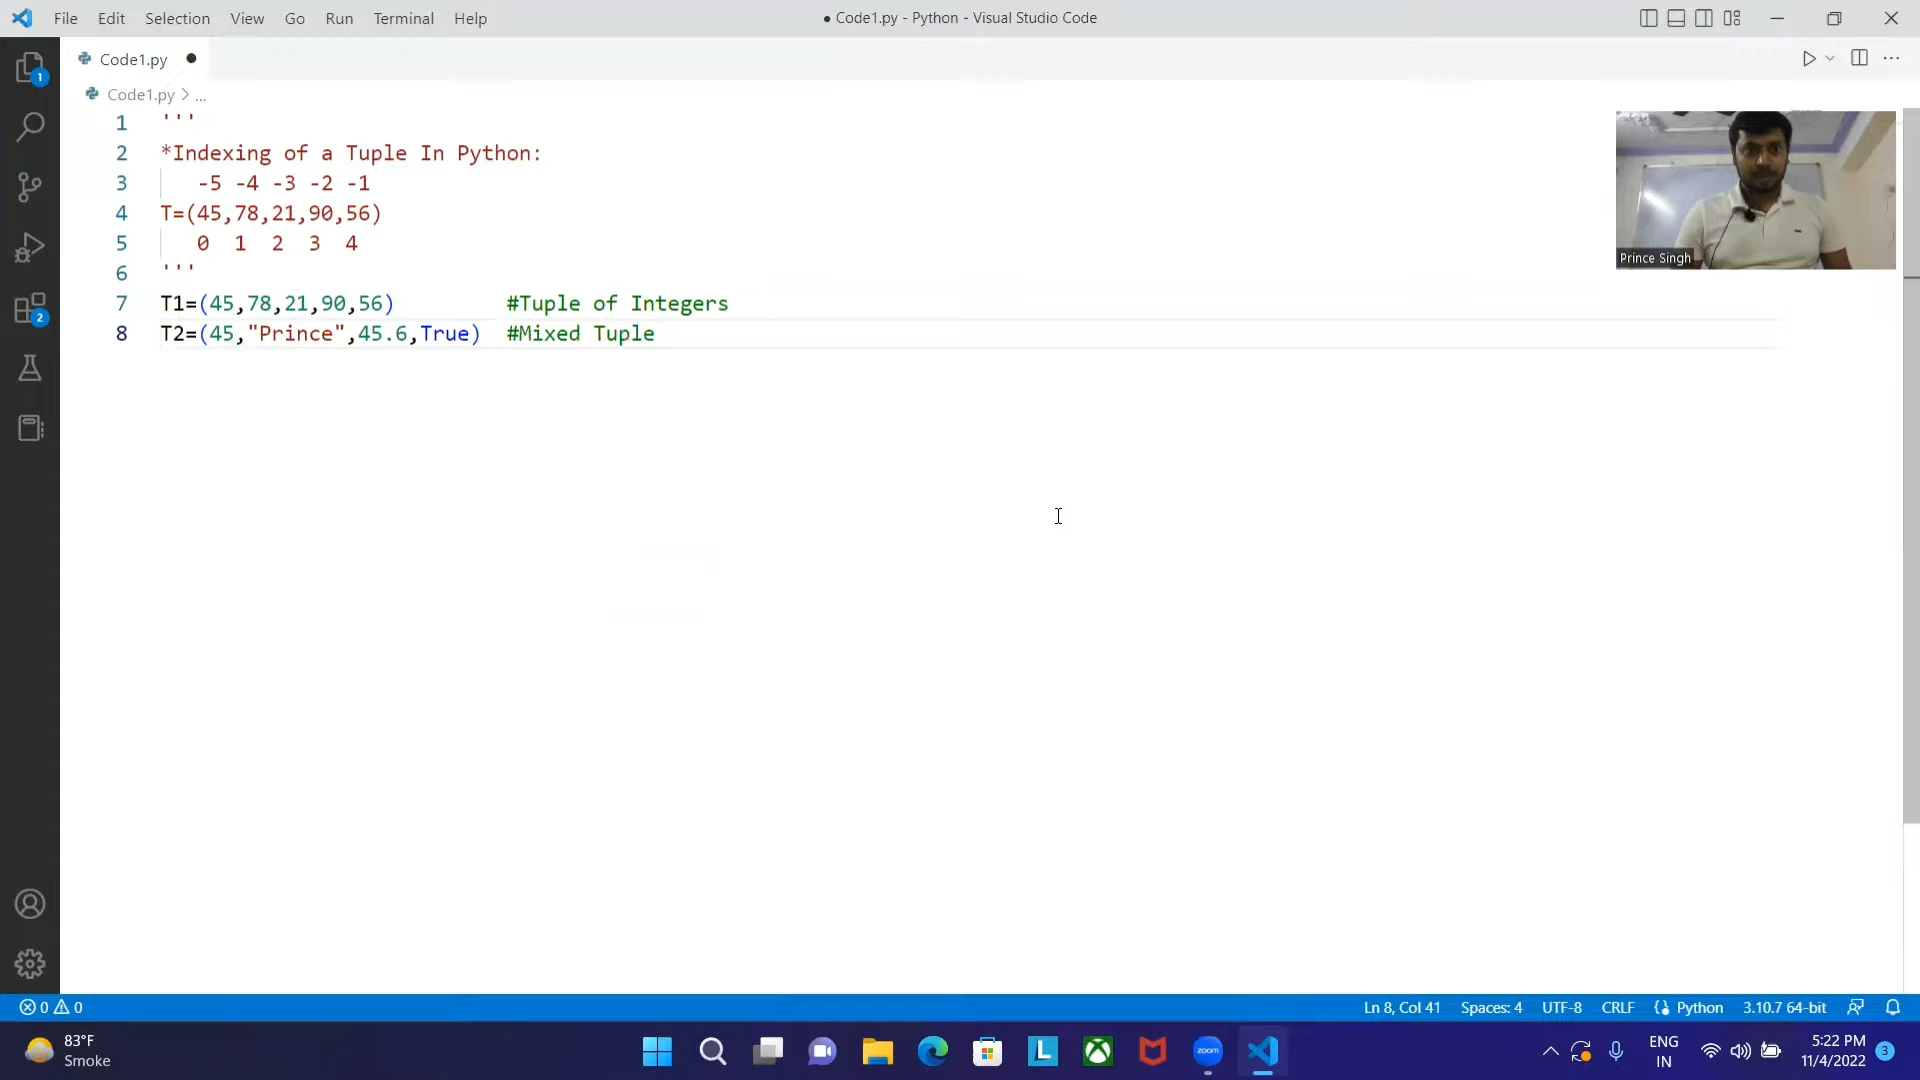 File Edit Selection View Go Run Terminal Help
● Code1.py - Python - Visual Studio Code
Code1.py ●
Code1.py > ...
1 '''
2 *Indexing of a Tuple In Python:
3 -5 -4 -3 -2 -1
4 T=(45,78,21,90,56)
5 0 1 2 3 4
6 '''
7 T1=(45,78,21,90,56) #Tuple of Integers
8 T2=(45,"Prince",45.6,True) #Mixed Tuple
Prince Singh
1
2
0 0
Ln 8, Col 41 Spaces: 4 UTF-8 CRLF Python 3.10.7 64-bit
83°F
Smoke
L
zoom
ENG
IN
5:22 PM
11/4/2022
3